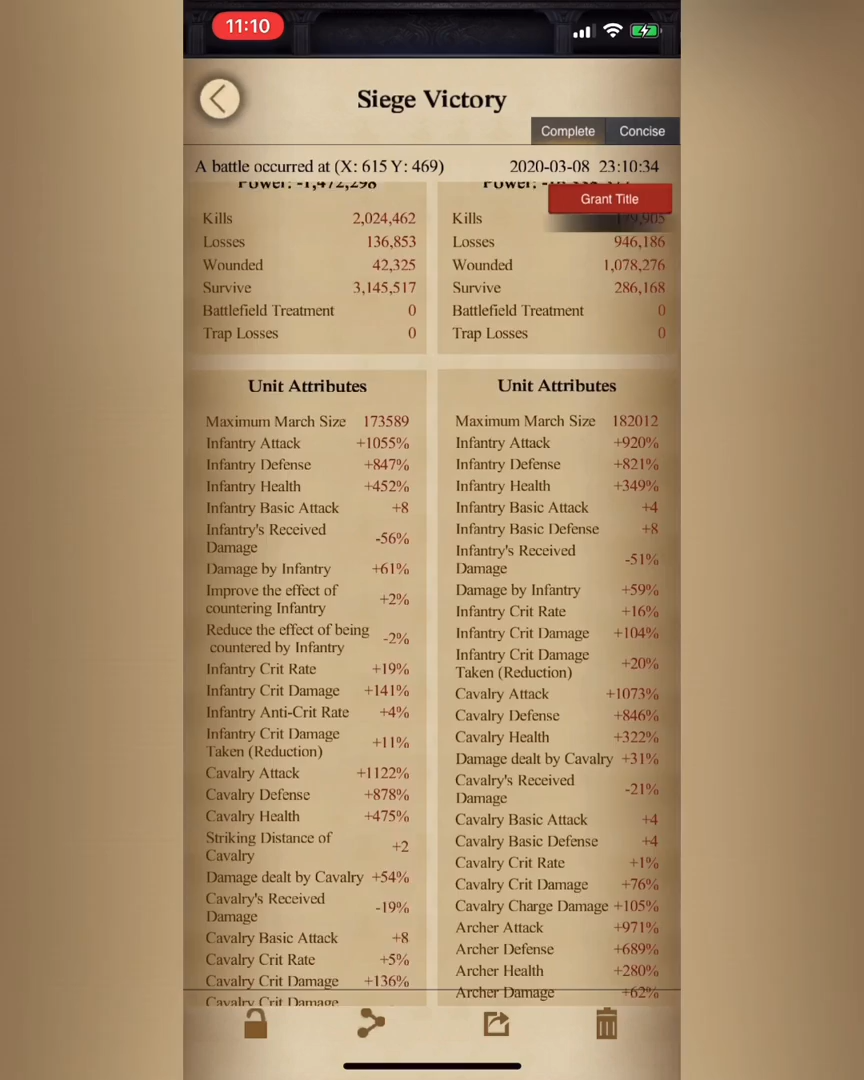 11:10
Siege Victory
Complete Concise
A battle occurred at (X: 615 Y: 469) 2020-03-08 23:10:34
Power: -1,472,298
Power:
Grant Title
Kills 2,024,462
Losses 136,853
Wounded 42,325
Survive 3,145,517
Battlefield Treatment 0
Trap Losses 0
Kills 179,905
Losses 946,186
Wounded 1,078,276
Survive 286,168
Battlefield Treatment 0
Trap Losses 0
Unit Attributes
Maximum March Size 173589
Infantry Attack +1055%
Infantry Defense +847%
Infantry Health +452%
Infantry Basic Attack +8
Infantry's Received
Damage -56%
Damage by Infantry +61%
Improve the effect of
countering Infantry +2%
Reduce the effect of being
countered by Infantry -2%
Infantry Crit Rate +19%
Infantry Crit Damage +141%
Infantry Anti-Crit Rate +4%
Infantry Crit Damage
Taken (Reduction) +11%
Cavalry Attack +1122%
Cavalry Defense +878%
Cavalry Health +475%
Striking Distance of
Cavalry +2
Damage dealt by Cavalry +54%
Cavalry's Received
Damage -19%
Cavalry Basic Attack +8
Cavalry Crit Rate +5%
Cavalry Crit Damage +136%
Cavalry Crit Damage
Unit Attributes
Maximum March Size 182012
Infantry Attack +920%
Infantry Defense +821%
Infantry Health +349%
Infantry Basic Attack +4
Infantry Basic Defense +8
Infantry's Received
Damage -51%
Damage by Infantry +59%
Infantry Crit Rate +16%
Infantry Crit Damage +104%
Infantry Crit Damage
Taken (Reduction) +20%
Cavalry Attack +1073%
Cavalry Defense +846%
Cavalry Health +322%
Damage dealt by Cavalry +31%
Cavalry's Received
Damage -21%
Cavalry Basic Attack +4
Cavalry Basic Defense +4
Cavalry Crit Rate +1%
Cavalry Crit Damage +76%
Cavalry Charge Damage +105%
Archer Attack +971%
Archer Defense +689%
Archer Health +280%
Archer Damage +62%